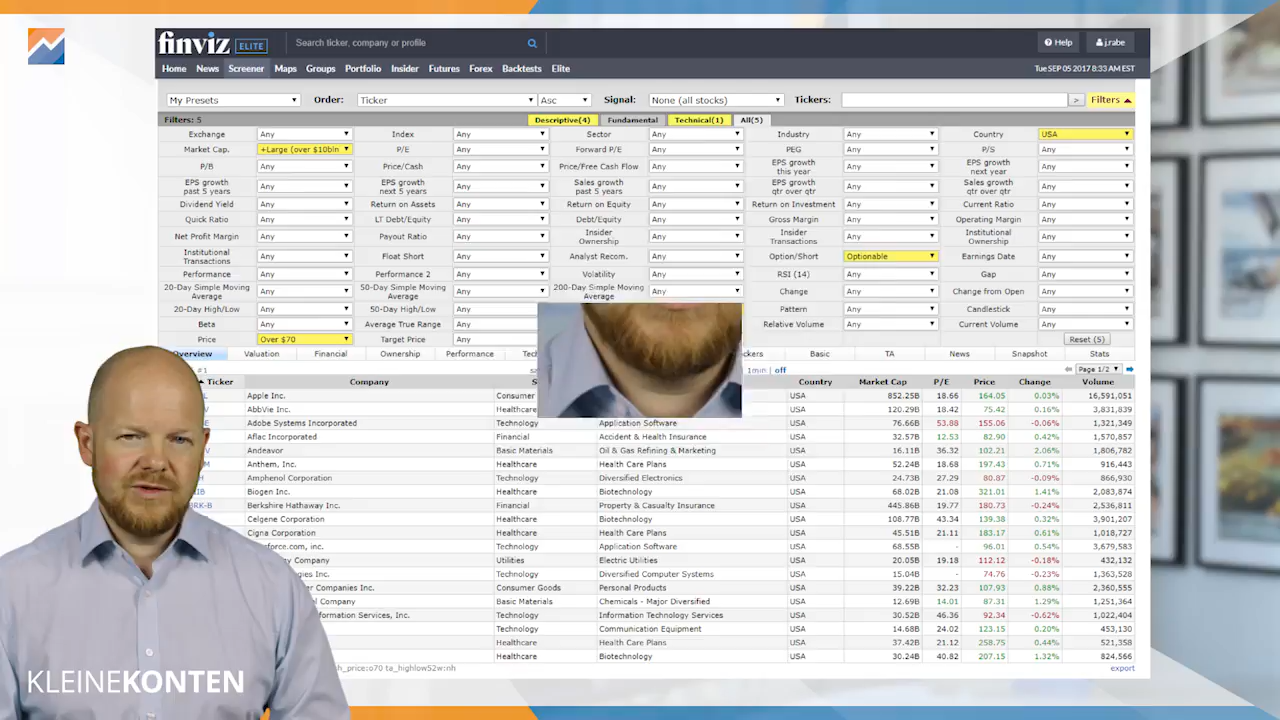 finviz ELITE Search ticker, company or profile Help j.rabe
Home News Screener Maps Groups Portfolio Insider Futures Forex Backtests Elite Tue SEP 05 2017 8:33 AM EST
My Presets Order: Ticker Asc Signal: None (all stocks) Tickers: > Filters
Filters: 5 Descriptive(4) Fundamental Technical(1) All(5)
Exchange Any Index Any Sector Any Industry Any Country USA
Market Cap. +Large (over $10bln P/E Any Forward P/E Any PEG Any P/S Any
P/B Any Price/Cash Any Price/Free Cash Flow Any EPS growth this year Any EPS growth next year Any
EPS growth past 5 years Any EPS growth next 5 years Any Sales growth past 5 years Any EPS growth qtr over qtr Any Sales growth qtr over qtr Any
Dividend Yield Any Return on Assets Any Return on Equity Any Return on Investment Any Current Ratio Any
Quick Ratio Any LT Debt/Equity Any Debt/Equity Any Gross Margin Any Operating Margin Any
Net Profit Margin Any Payout Ratio Any Insider Ownership Any Insider Transactions Any Institutional Ownership Any
Institutional Transactions Any Float Short Any Analyst Recom. Any Option/Short Optionable Earnings Date Any
Performance Any Performance 2 Any Volatility Any RSI (14) Any Gap Any
20-Day Simple Moving Average Any 50-Day Simple Moving Average Any 200-Day Simple Moving Average Any Change Any Change from Open Any
20-Day High/Low Any 50-Day High/Low Any Pattern Any Candlestick Any
Beta Any Average True Range Any Relative Volume Any Current Volume Any
Price Over $70 Target Price Any Reset (5)
Overview Valuation Financial Ownership Performance Basic TA News Snapshot Stats
#1 1min | off Page 1/2
Ticker Company Country Market Cap P/E Price Change Volume
Apple Inc. Consumer USA 852.25B 18.66 164.05 0.03% 16,591,051
AbbVie Inc. Healthcare USA 120.29B 18.42 75.42 0.16% 3,831,839
Adobe Systems Incorporated Technology Application Software USA 76.66B 53.88 155.06 -0.06% 1,321,349
Aflac Incorporated Financial Accident & Health Insurance USA 32.57B 12.53 82.90 0.42% 1,570,857
Andeavor Basic Materials Oil & Gas Refining & Marketing USA 16.11B 36.32 102.21 2.06% 1,806,782
Anthem, Inc. Healthcare Health Care Plans USA 52.24B 18.68 197.43 0.71% 916,443
Amphenol Corporation Technology Diversified Electronics USA 24.73B 27.29 80.87 -0.09% 866,930
Biogen Inc. Healthcare Biotechnology USA 68.02B 21.08 321.01 1.41% 2,083,874
BRK-B Berkshire Hathaway Inc. Financial Property & Casualty Insurance USA 445.86B 19.77 180.73 -0.24% 2,536,811
Celgene Corporation Healthcare Biotechnology USA 108.77B 43.34 139.38 0.32% 3,901,207
Cigna Corporation Healthcare Health Care Plans USA 45.51B 21.11 183.17 0.61% 1,018,727
force.com, inc. Technology Application Software USA 68.55B - 96.01 0.54% 3,679,583
Company Utilities Electric Utilities USA 20.05B 19.18 112.12 -0.18% 432,132
Inc. Technology Diversified Computer Systems USA 15.04B - 74.76 -0.23% 1,363,528
Companies Inc. Consumer Goods Personal Products USA 39.22B 32.23 107.93 0.88% 2,360,555
Company Basic Materials Chemicals - Major Diversified USA 12.69B 14.01 87.31 1.29% 1,251,364
Information Services, Inc. Technology Information Technology Services USA 30.52B 46.36 92.34 -0.62% 1,022,404
Technology Communication Equipment USA 14.68B 24.02 123.15 0.20% 453,130
Healthcare Health Care Plans USA 37.42B 21.12 258.75 0.44% 521,358
Healthcare Biotechnology USA 30.24B 40.82 207.15 1.32% 824,566
h_price:o70 ta_highlow52w:nh export
KLEINEKONTEN